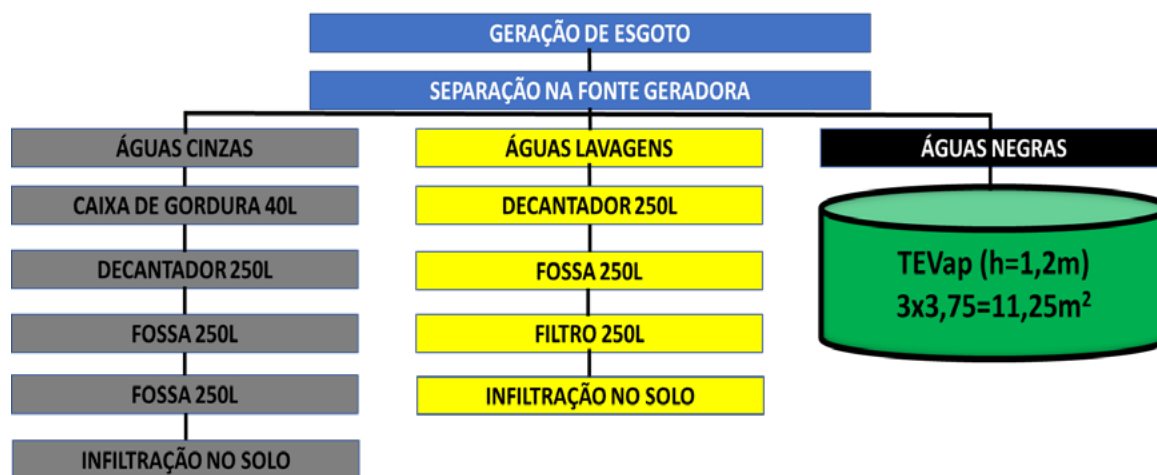 GERAÇÃO DE ESGOTO
SEPARAÇÃO NA FONTE GERADORA
ÁGUAS CINZAS
CAIXA DE GORDURA 40L
DECANTADOR 250L
FOSSA 250L
FOSSA 250L
INFILTRAÇÃO NO SOLO
ÁGUAS LAVAGENS
DECANTADOR 250L
FOSSA 250L
FILTRO 250L
INFILTRAÇÃO NO SOLO
ÁGUAS NEGRAS
TEVap (h=1,2m)
3x3,75=11,25m²